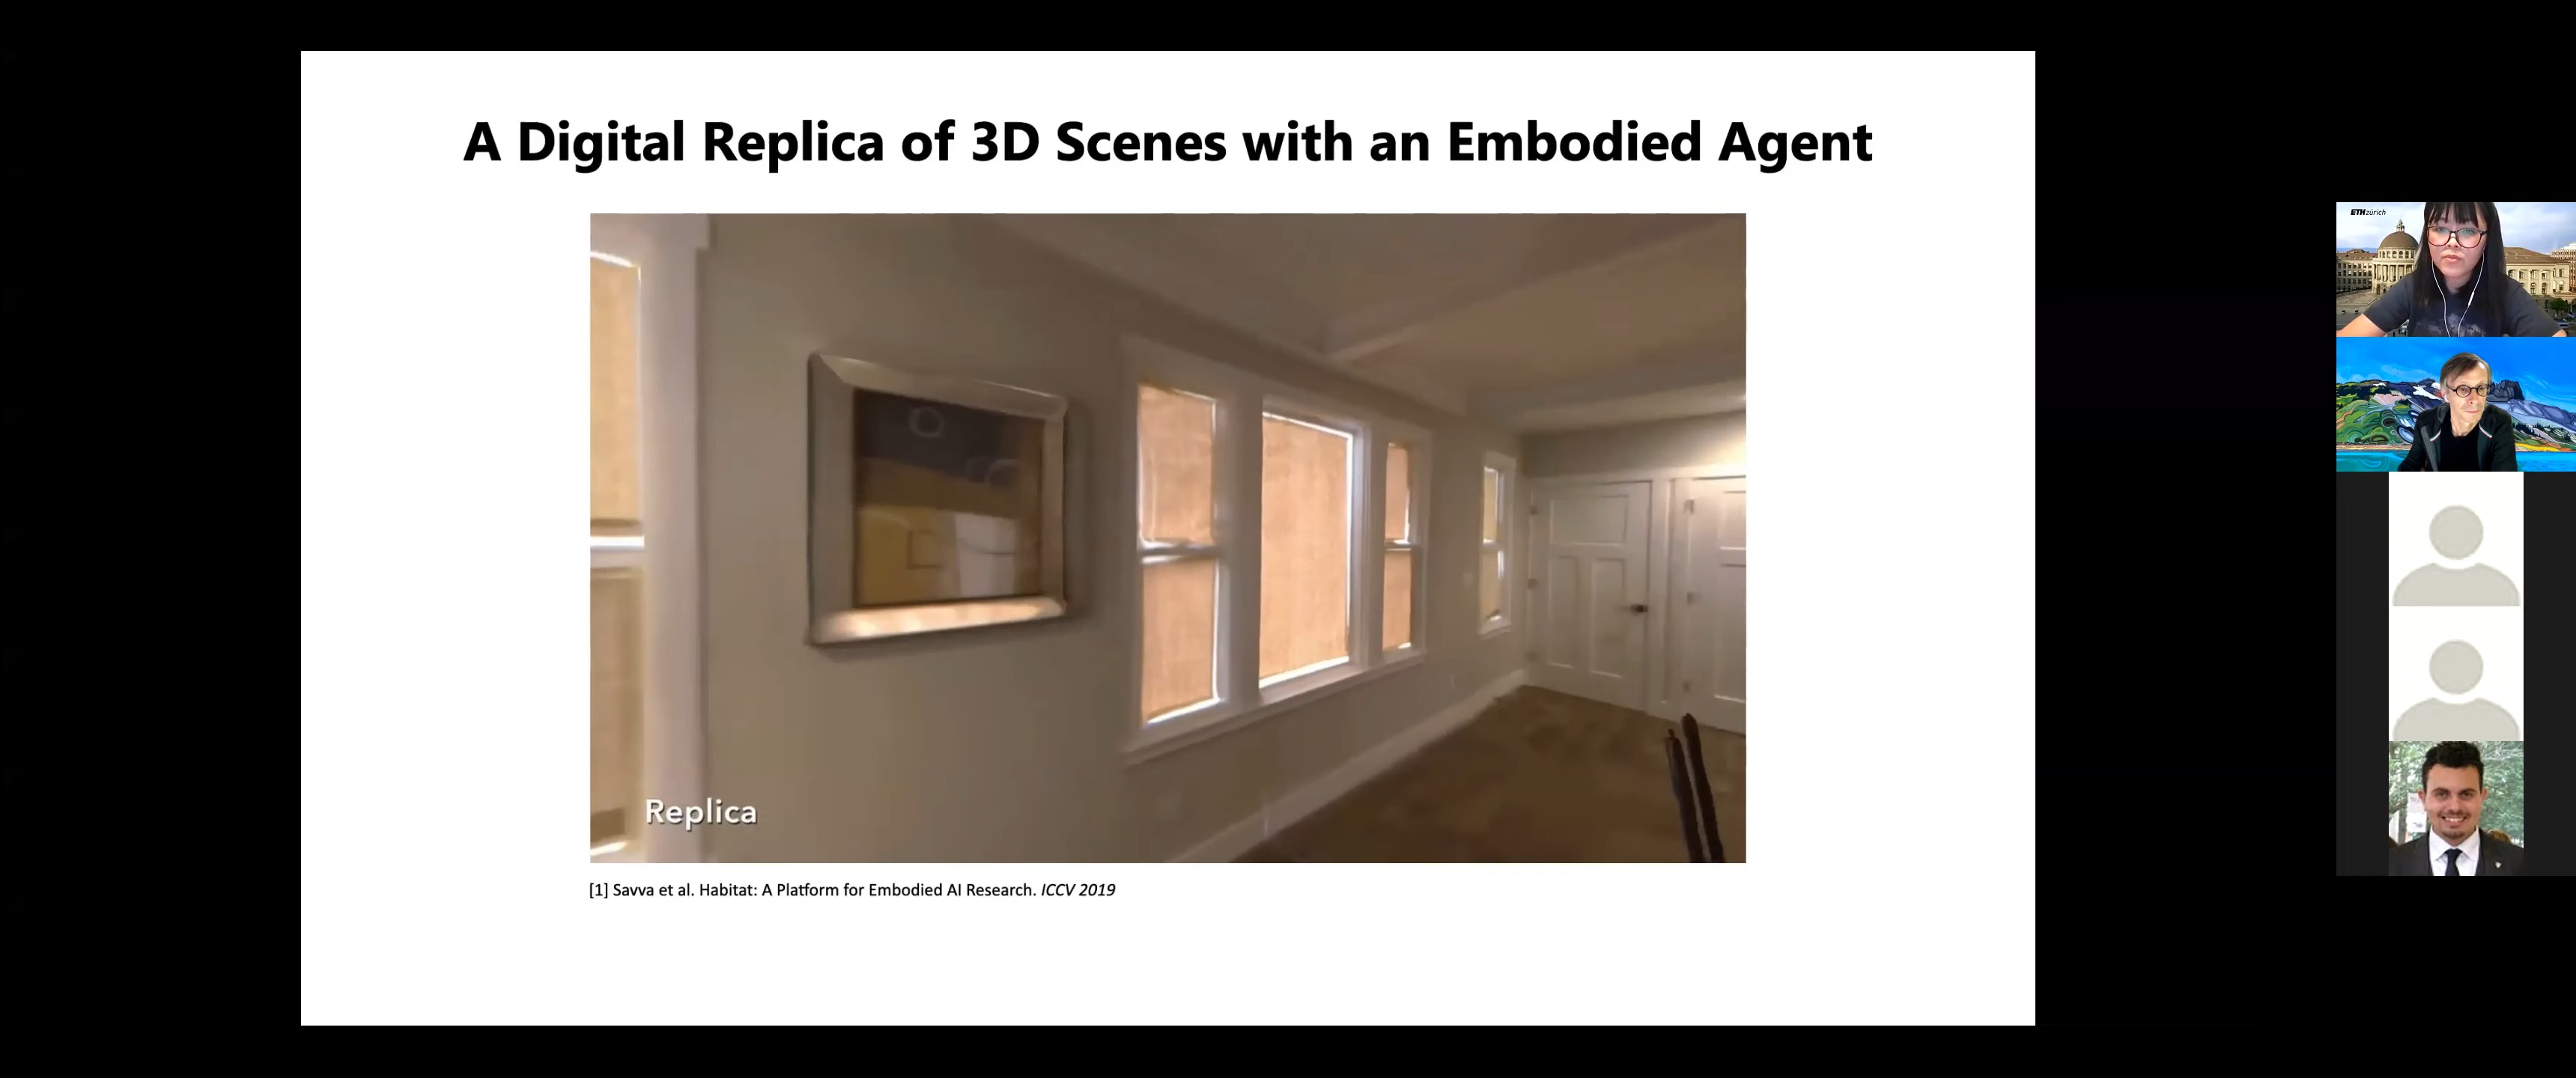 A Digital Replica of 3D Scenes with an Embodied Agent
ETH zürich
Replica
[1] Savva et al. Habitat: A Platform for Embodied AI Research. ICCV 2019